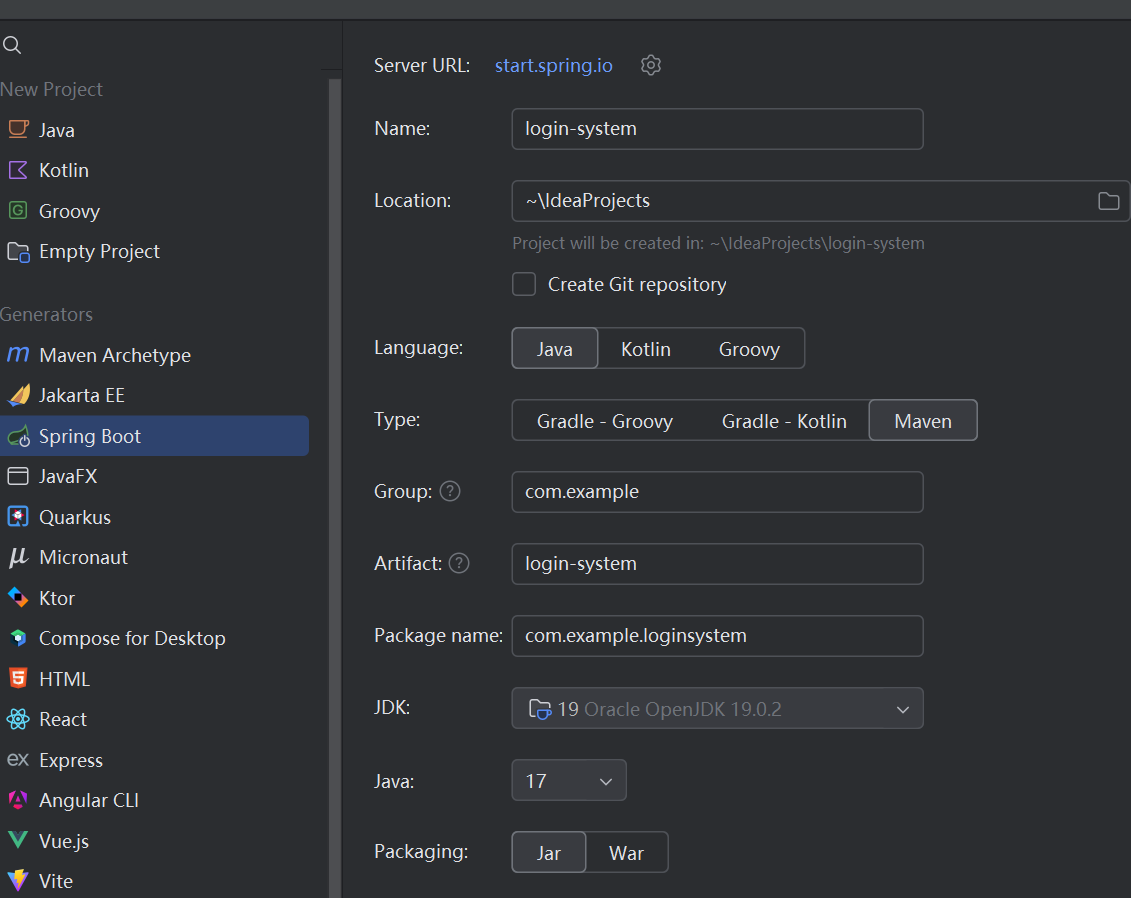 New Project
Java
Kotlin
Groovy
Empty Project
Generators
Maven Archetype
Jakarta EE
Spring Boot
JavaFX
Quarkus
Micronaut
Ktor
Compose for Desktop
HTML
React
Express
Angular CLI
Vue.js
Vite
Server URL: start.spring.io
Name: login-system
Location: ~\IdeaProjects
Project will be created in: ~\IdeaProjects\login-system
Create Git repository
Language: Java Kotlin Groovy
Type: Gradle - Groovy Gradle - Kotlin Maven
Group: com.example
Artifact: login-system
Package name: com.example.loginsystem
JDK: 19 Oracle OpenJDK 19.0.2
Java: 17
Packaging: Jar War